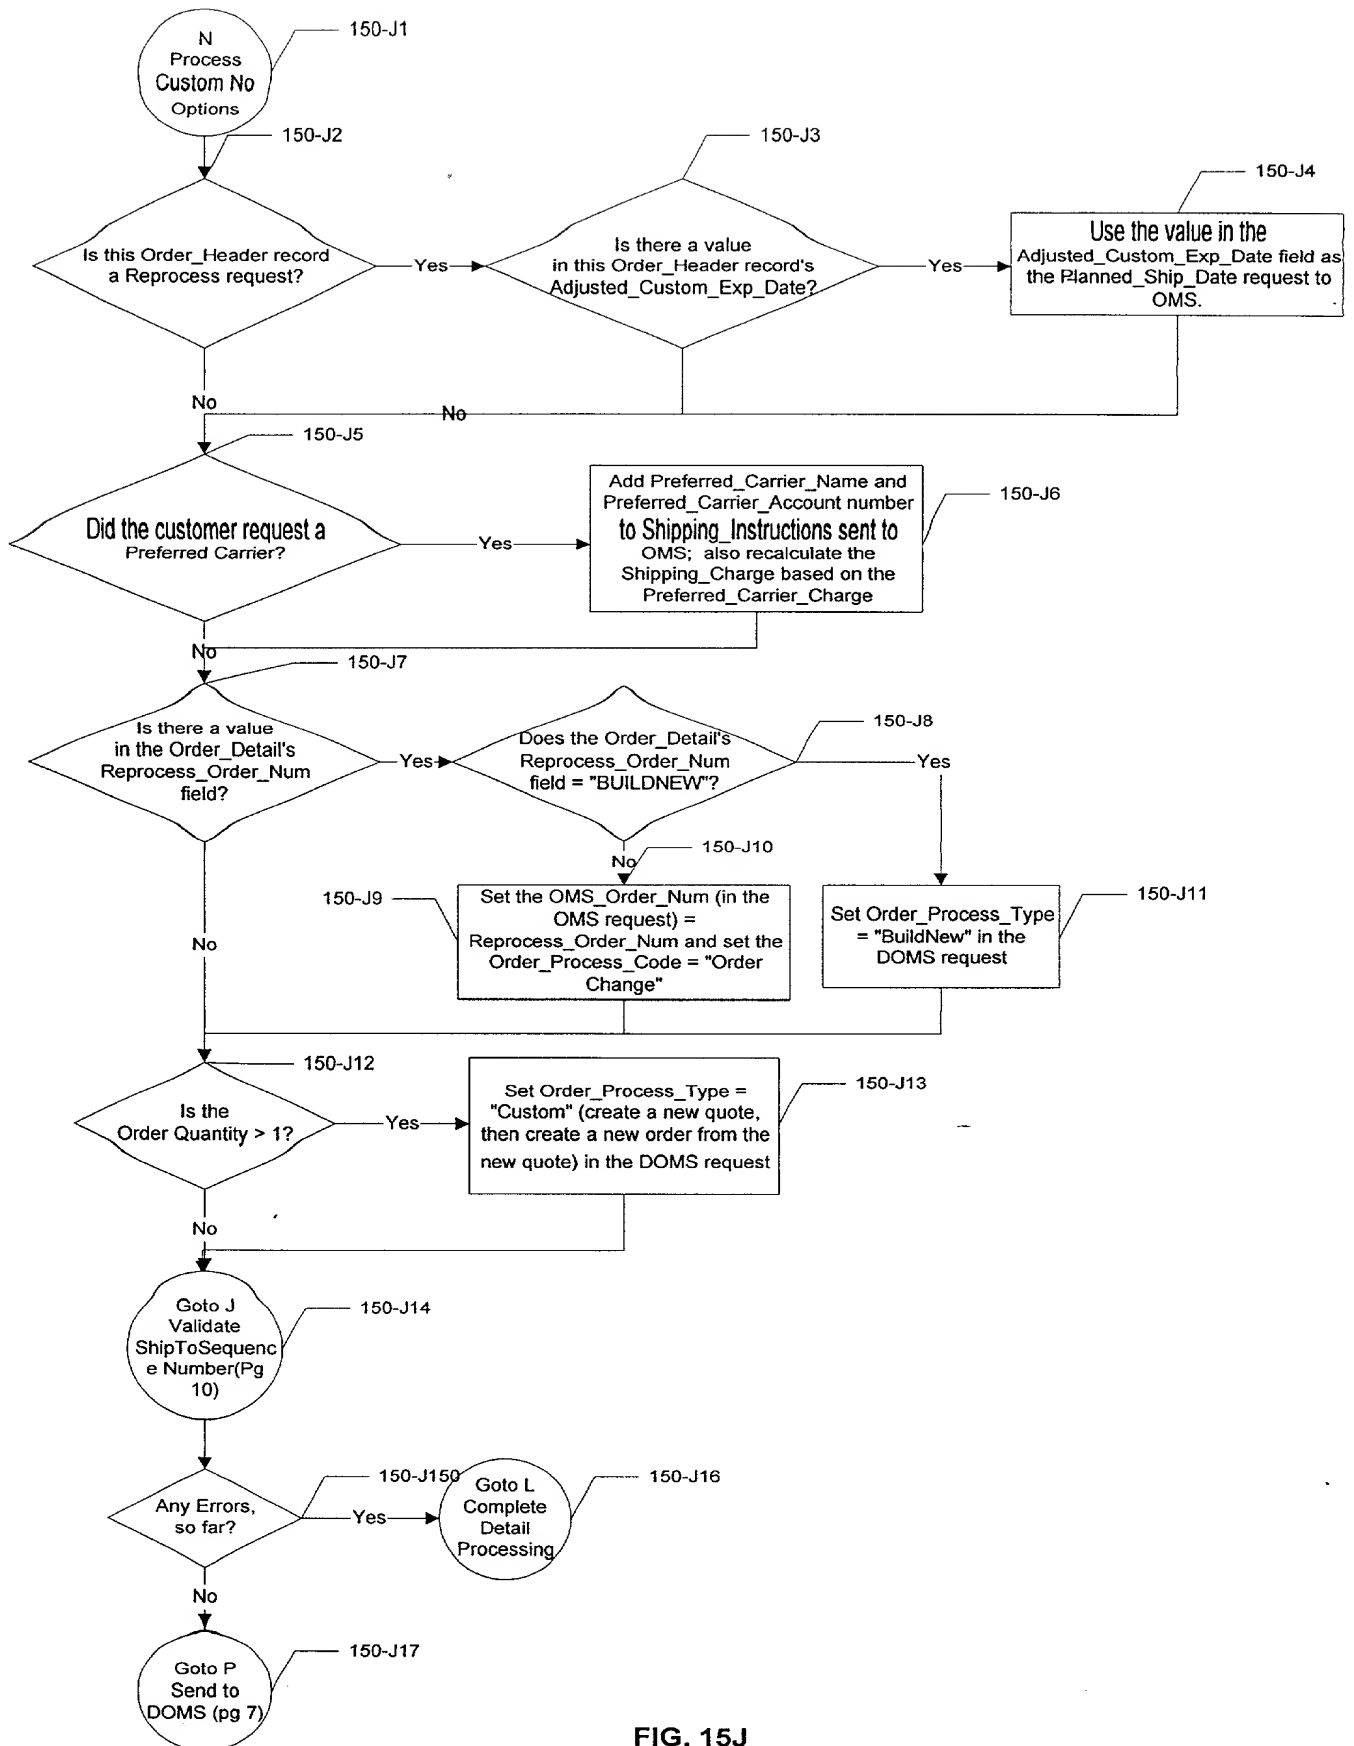 N
Process
Custom No
Options
150-J1
150-J2
150-J3
150-J4
Is this Order_Header record
a Reprocess request?
Yes
Is there a value
in this Order_Header record's
Adjusted_Custom_Exp_Date?
Yes
Use the value in the
Adjusted_Custom_Exp_Date field as
the Planned_Ship_Date request to
OMS.
No
No
150-J5
Did the customer request a
Preferred Carrier?
Yes
Add Preferred_Carrier_Name and
Preferred_Carrier_Account number
to Shipping_Instructions sent to
OMS; also recalculate the
Shipping_Charge based on the
Preferred_Carrier_Charge
150-J6
No
150-J7
Is there a value
in the Order_Detail's
Reprocess_Order_Num
field?
Yes
Does the Order_Detail's
Reprocess_Order_Num
field = "BUILDNEW"?
150-J8
Yes
No
150-J10
150-J9
Set the OMS_Order_Num (in the
OMS request) =
Reprocess_Order_Num and set the
Order_Process_Code = "Order
Change"
Set Order_Process_Type
= "BuildNew" in the
DOMS request
150-J11
No
150-J12
Is the
Order Quantity > 1?
Yes
Set Order_Process_Type =
"Custom" (create a new quote,
then create a new order from the
new quote) in the DOMS request
150-J13
No
Goto J
Validate
ShipToSequenc
e Number(Pg
10)
150-J14
Any Errors,
so far?
150-J150
Yes
Goto L
Complete
Detail
Processing
150-J16
No
Goto P
Send to
DOMS (pg 7)
150-J17
FIG. 15J